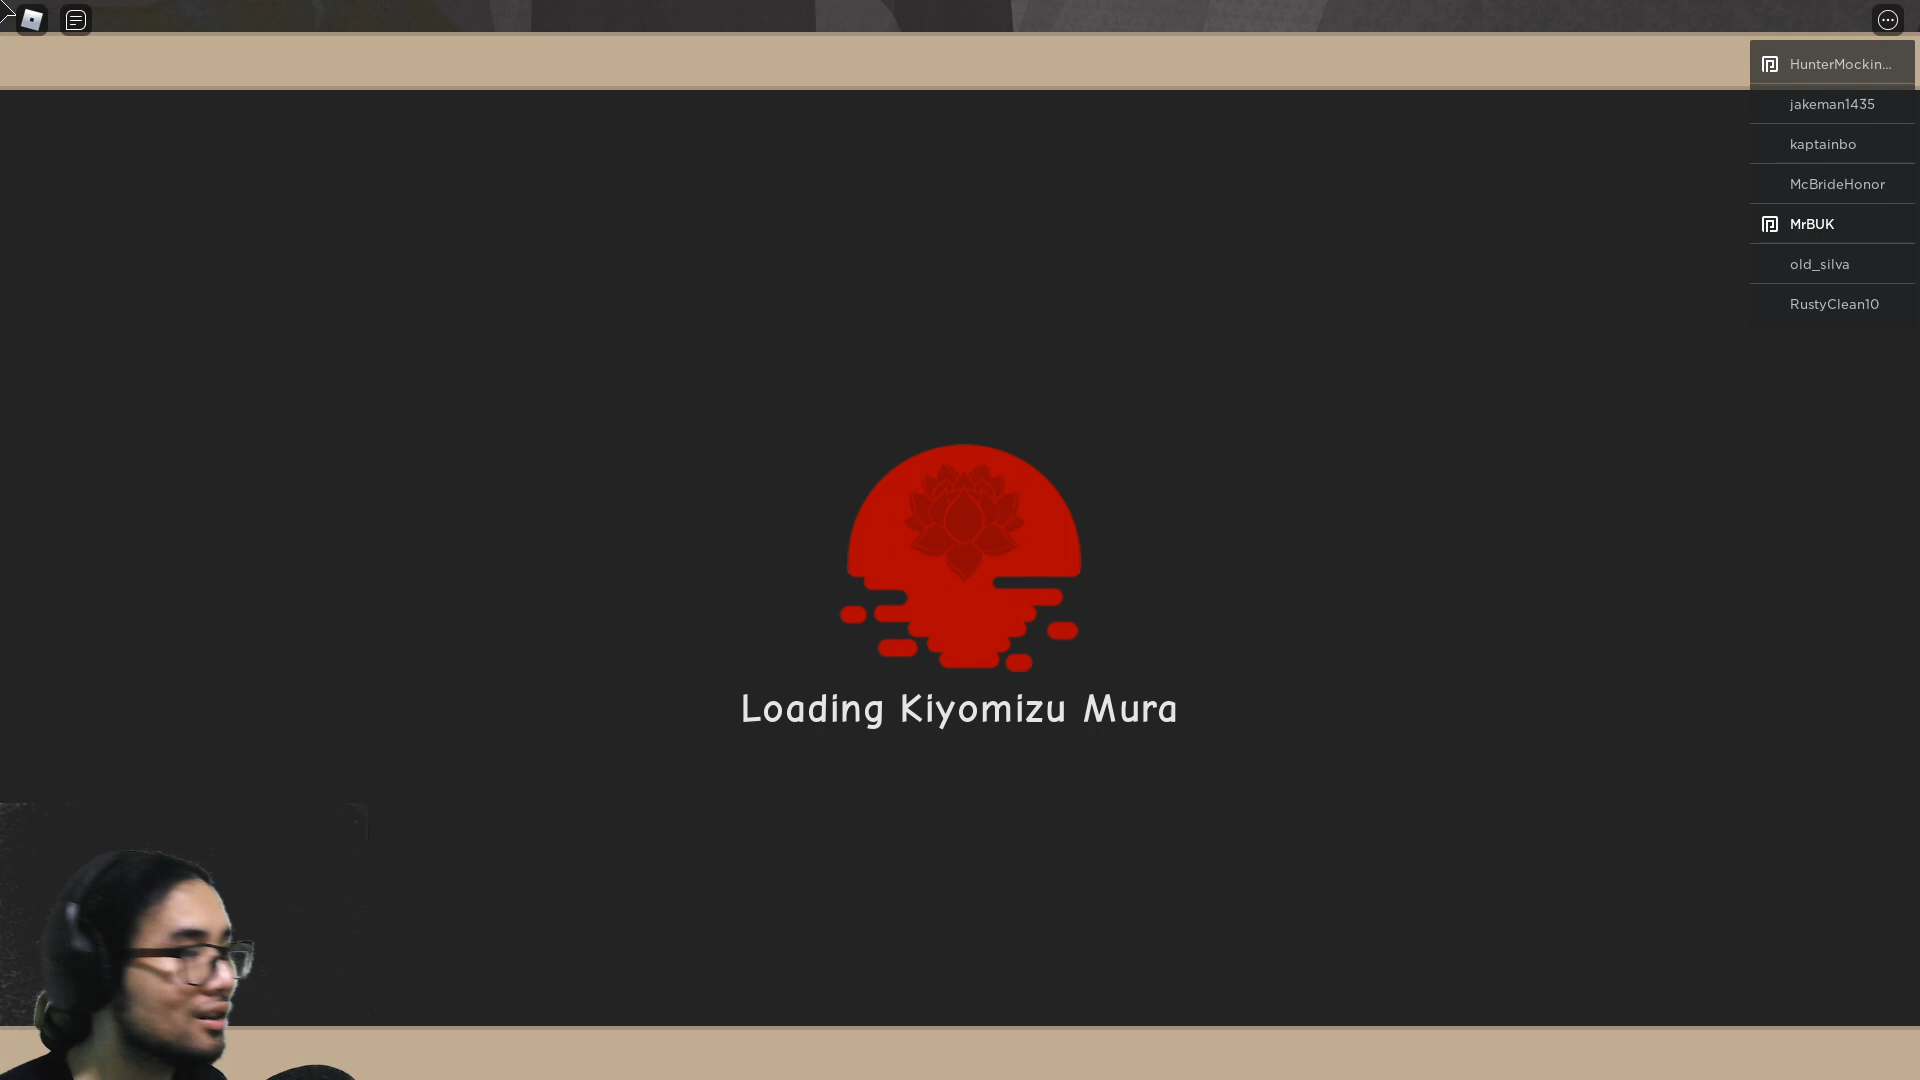 HunterMockin...
jakeman1435
kaptainbo
McBrideHonor
MrBUK
old_silva
RustyClean10
Loading Kiyomizu Mura